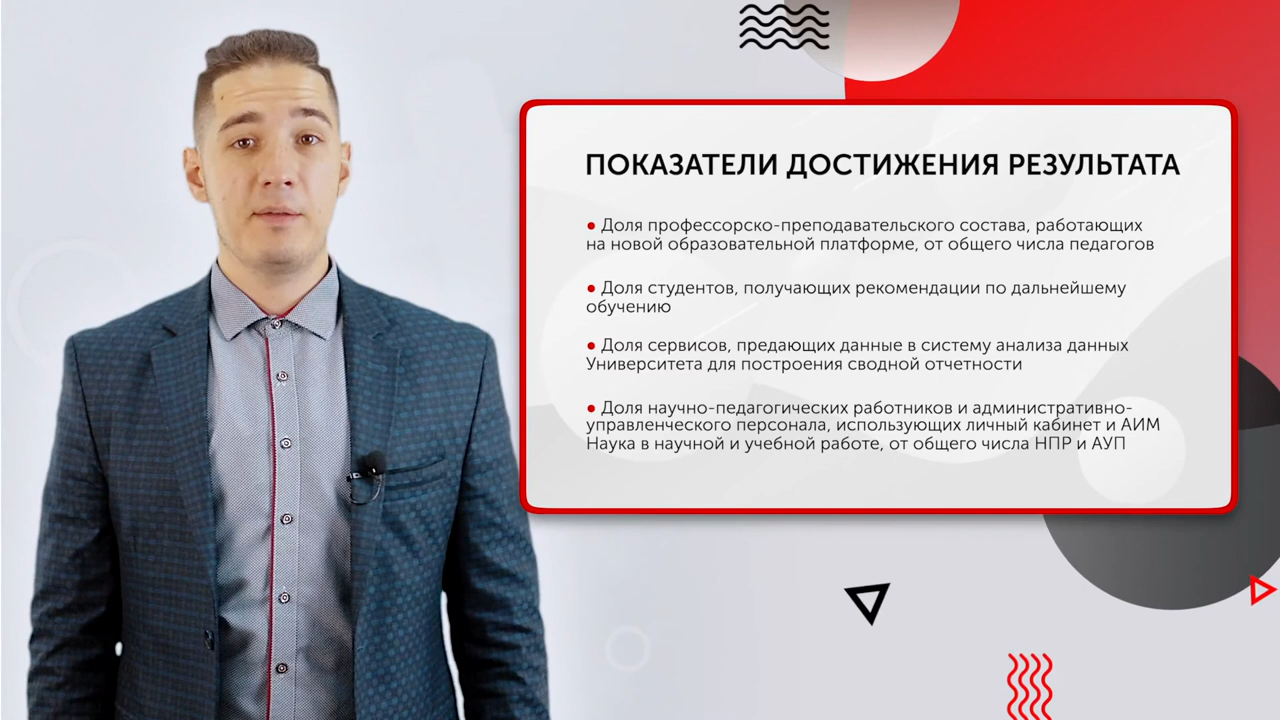 ПОКАЗАТЕЛИ ДОСТИЖЕНИЯ РЕЗУЛЬТАТА
● Доля профессорско-преподавательского состава, работающих
на новой образовательной платформе, от общего числа педагогов
● Доля студентов, получающих рекомендации по дальнейшему
обучению
● Доля сервисов, предающих данные в систему анализа данных
Университета для построения сводной отчетности
● Доля научно-педагогических работников и административно-
управленческого персонала, использующих личный кабинет и АИМ
Наука в научной и учебной работе, от общего числа НПР и АУП